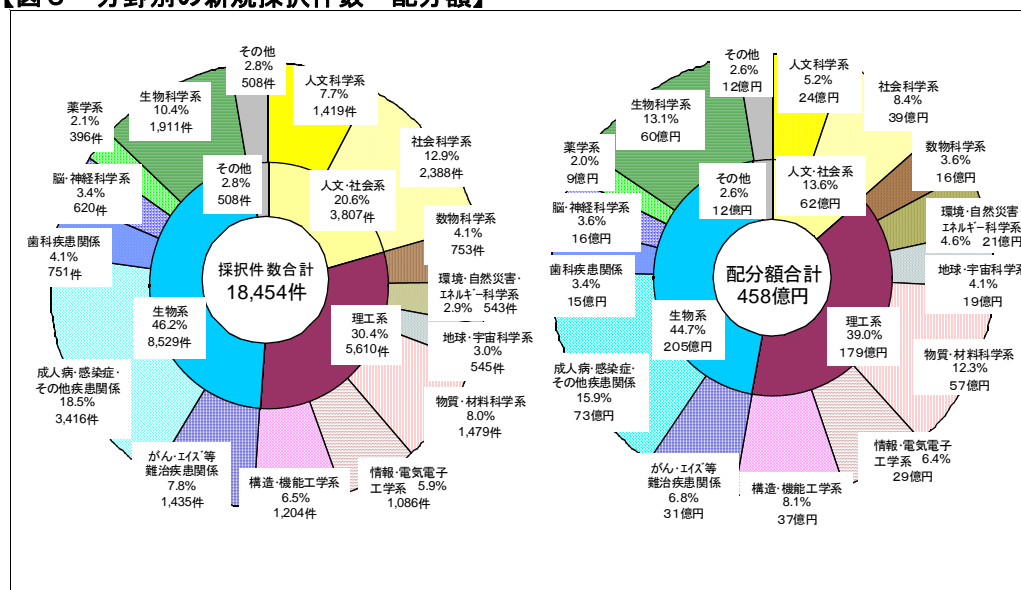 【図３ 分野別の新規採択件数・配分額】
その他
2.8%
508件
人文科学系
7.7%
1,419件
社会科学系
12.9%
2,388件
数物科学系
4.1%
753件
環境・自然災害・
エネルギー科学系
2.9% 543件
地球・宇宙科学系
3.0%
545件
物質・材料科学系
8.0%
1,479件
情報・電気電子
工学系 5.9%
1,086件
構造・機能工学系
6.5%
1,204件
がん・エイズ等
難治疾患関係
7.8%
1,435件
成人病・感染症・
その他疾患関係
18.5%
3,416件
歯科疾患関係
4.1%
751件
脳・神経科学系
3.4%
620件
薬学系
2.1%
396件
生物科学系
10.4%
1,911件
その他
2.8%
508件
人文・社会系
20.6%
3,807件
理工系
30.4%
5,610件
生物系
46.2%
8,529件
採択件数合計
18,454件
その他
2.6%
12億円
人文科学系
5.2%
24億円
社会科学系
8.4%
39億円
数物科学系
3.6%
16億円
環境・自然災害
エネルギー科学系
4.6% 21億円
地球・宇宙科学系
4.1%
19億円
物質・材料科学系
12.3%
57億円
情報・電気電子
工学系 6.4%
29億円
構造・機能工学系
8.1%
37億円
がん・エイズ等
難治疾患関係
6.8%
31億円
成人病・感染症・
その他疾患関係
15.9%
73億円
歯科疾患関係
3.4%
15億円
脳・神経科学系
3.6%
16億円
薬学系
2.0%
9億円
生物科学系
13.1%
60億円
その他
2.6%
12億円
人文・社会系
13.6%
62億円
理工系
39.0%
179億円
生物系
44.7%
205億円
配分額合計
458億円